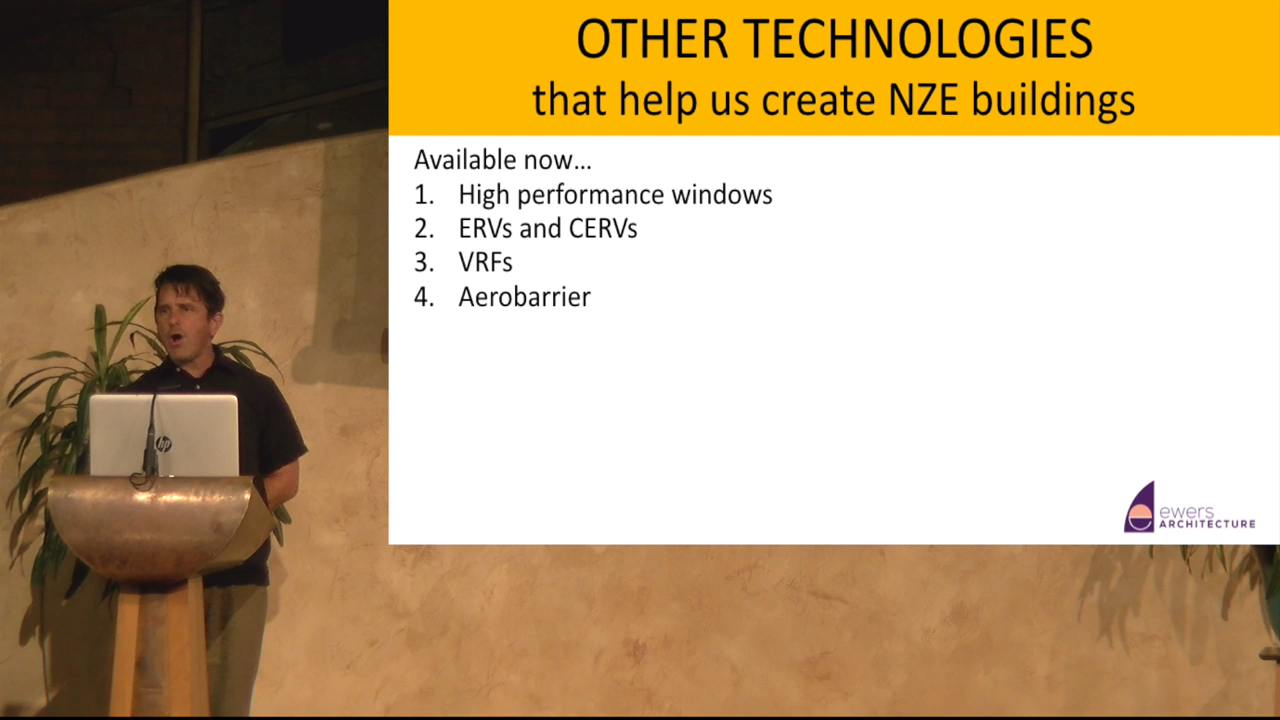 OTHER TECHNOLOGIES
that help us create NZE buildings
Available now...
1. High performance windows
2. ERVs and CERVs
3. VRFs
4. Aerobarrier
hp
ewers
ARCHITECTURE